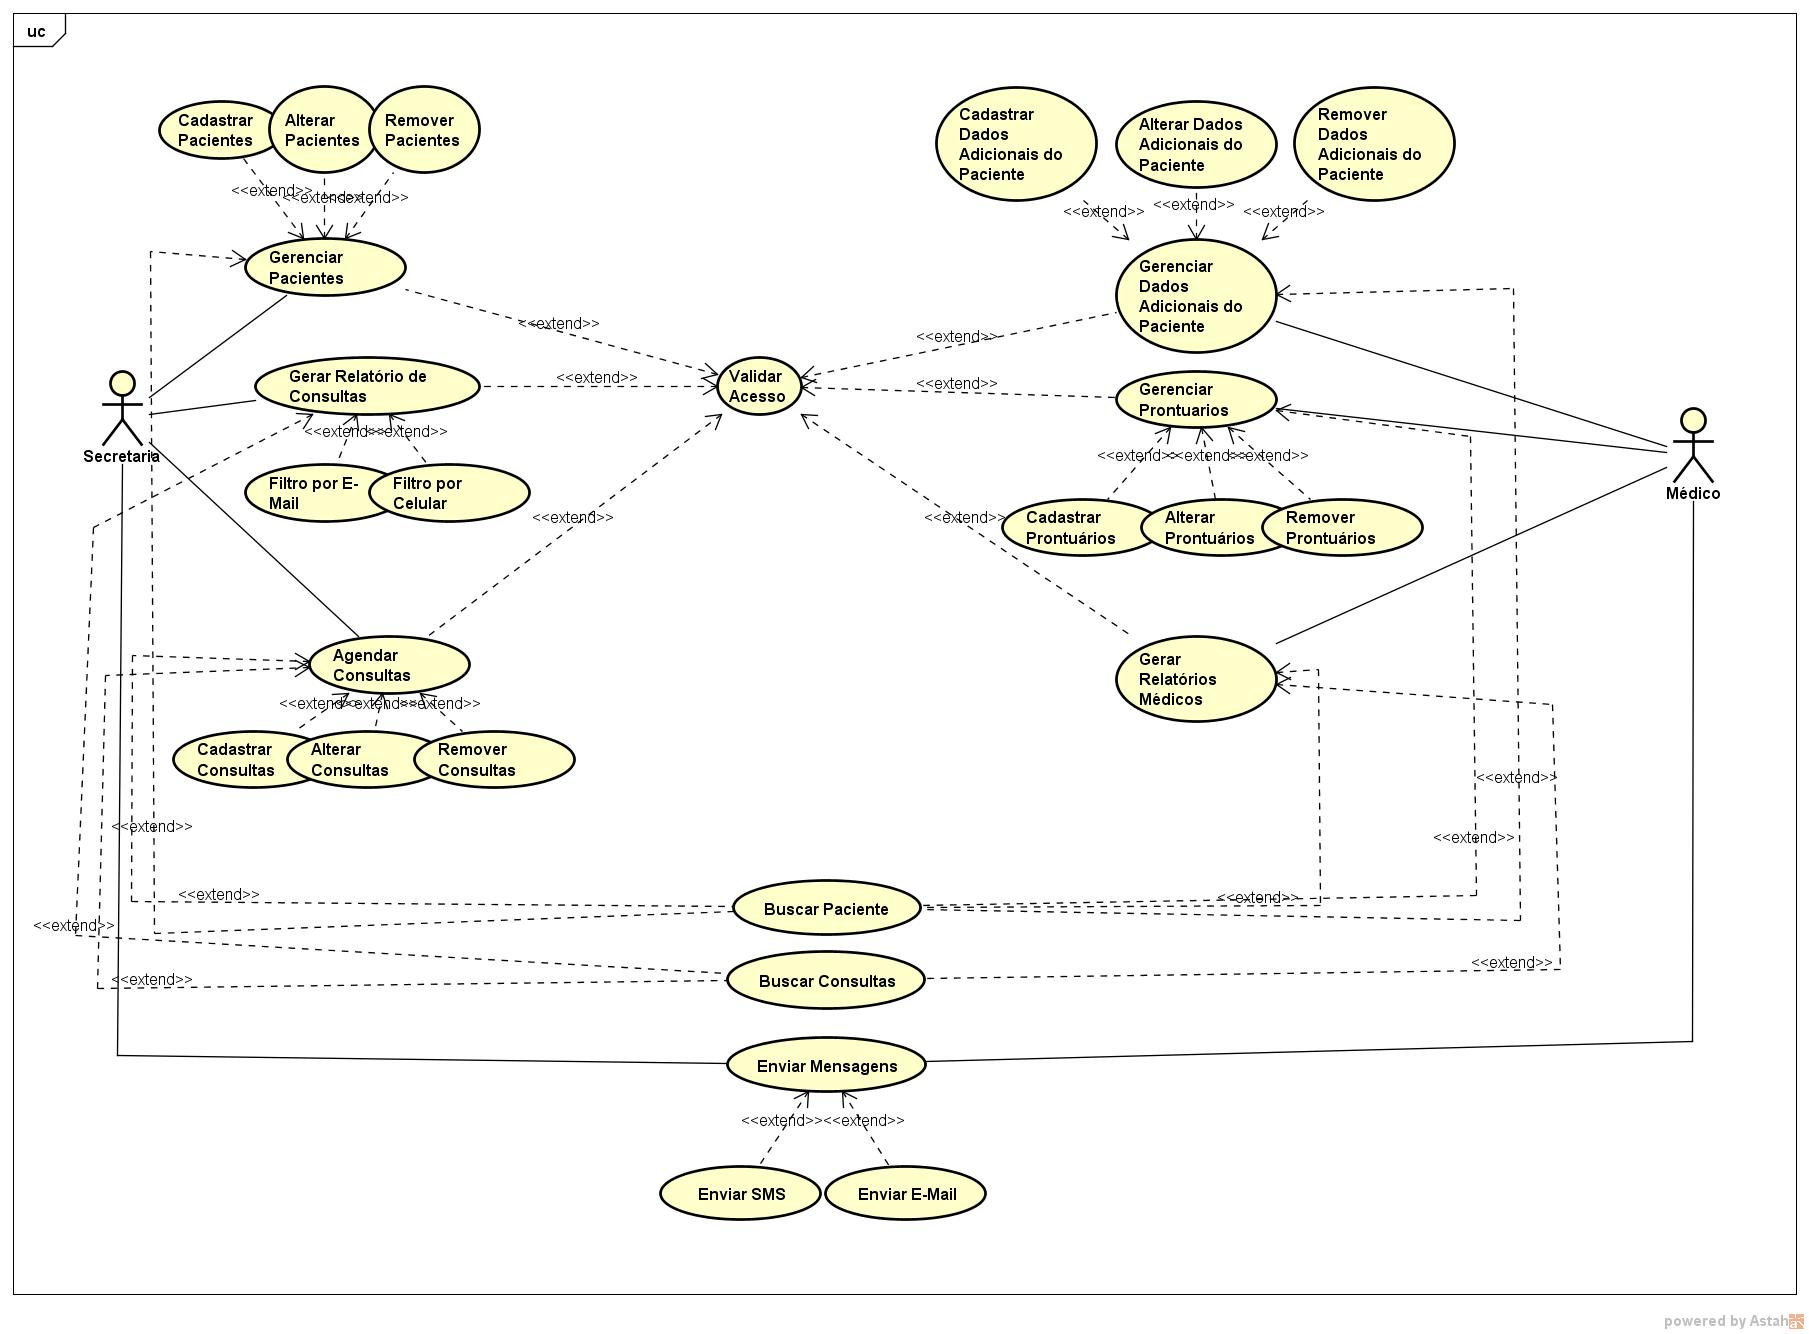 uc
Cadastrar
Pacientes
Alterar
Pacientes
Remover
Pacientes
Cadastrar
Dados
Adicionais do
Paciente
Alterar Dados
Adicionais do
Paciente
Remover
Dados
Adicionais do
Paciente
<<extend>>
<<extend>>
<<extend>>
<<extend>>
<<extend>>
<<extend>>
Gerenciar
Pacientes
Gerenciar
Dados
Adicionais do
Paciente
<<extend>>
<<extend>>
Gerar Relatório de
Consultas
<<extend>>
Validar
Acesso
<<extend>>
Gerenciar
Prontuarios
Secretaria
<<extend>>
<<extend>>
<<extend>>
<<extend>>
<<extend>>
Médico
Filtro por E-
Mail
Filtro por
Celular
<<extend>>
<<extend>>
Cadastrar
Prontuários
Alterar
Prontuários
Remover
Prontuários
Agendar
Consultas
Gerar
Relatórios
Médicos
<<extend>>
<<extend>>
<<extend>>
Cadastrar
Consultas
Alterar
Consultas
Remover
Consultas
<<extend>>
<<extend>>
<<extend>>
<<extend>>
<<extend>>
Buscar Paciente
<<extend>>
<<extend>>
<<extend>>
Buscar Consultas
Enviar Mensagens
<<extend>>
<<extend>>
Enviar SMS
Enviar E-Mail
powered by Astah